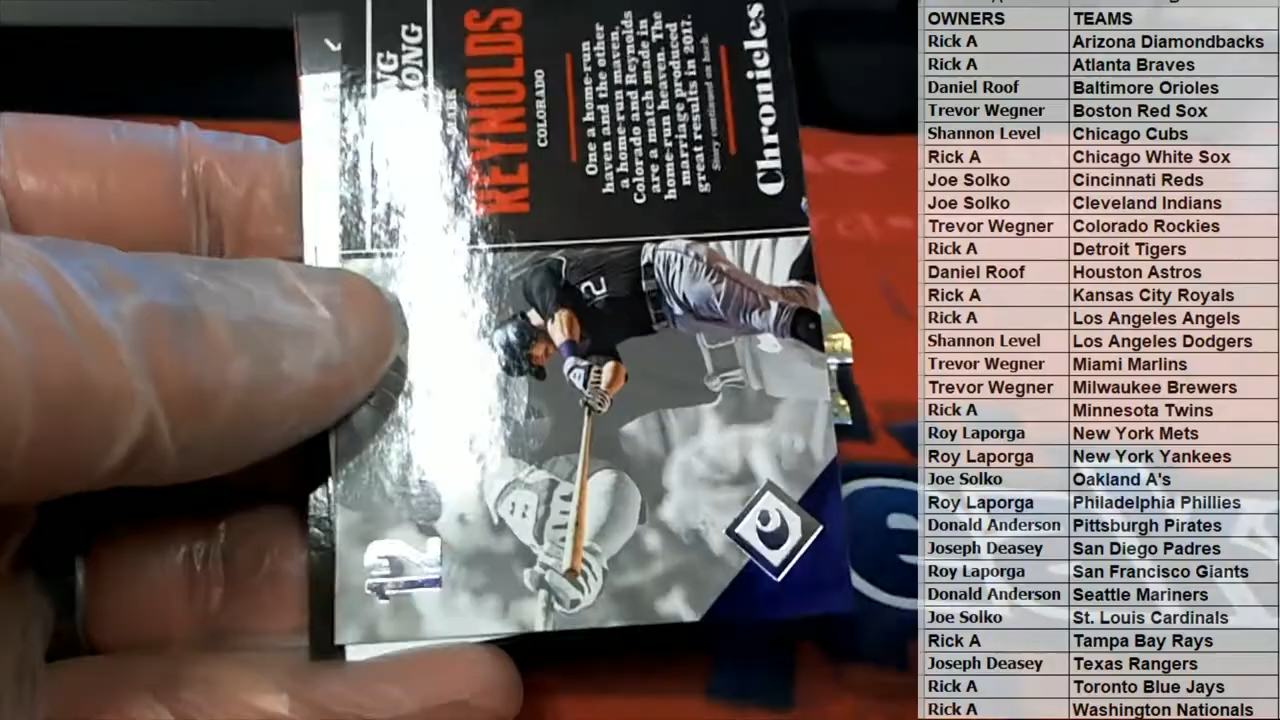 NG
ONG
MARK
REYNOLDS
COLORADO
One a home-run
haven and the other
a home-run maven,
Colorado and Reynolds
are a match made in
home-run heaven. The
marriage produced
great results in 2017.
Story continued on back.
Chronicles
12
12
OWNERS TEAMS
Rick A Arizona Diamondbacks
Rick A Atlanta Braves
Daniel Roof Baltimore Orioles
Trevor Wegner Boston Red Sox
Shannon Level Chicago Cubs
Rick A Chicago White Sox
Joe Solko Cincinnati Reds
Joe Solko Cleveland Indians
Trevor Wegner Colorado Rockies
Rick A Detroit Tigers
Daniel Roof Houston Astros
Rick A Kansas City Royals
Rick A Los Angeles Angels
Shannon Level Los Angeles Dodgers
Trevor Wegner Miami Marlins
Trevor Wegner Milwaukee Brewers
Rick A Minnesota Twins
Roy Laporga New York Mets
Roy Laporga New York Yankees
Joe Solko Oakland A's
Roy Laporga Philadelphia Phillies
Donald Anderson Pittsburgh Pirates
Joseph Deasey San Diego Padres
Roy Laporga San Francisco Giants
Donald Anderson Seattle Mariners
Joe Solko St. Louis Cardinals
Rick A Tampa Bay Rays
Joseph Deasey Texas Rangers
Rick A Toronto Blue Jays
Rick A Washington Nationals